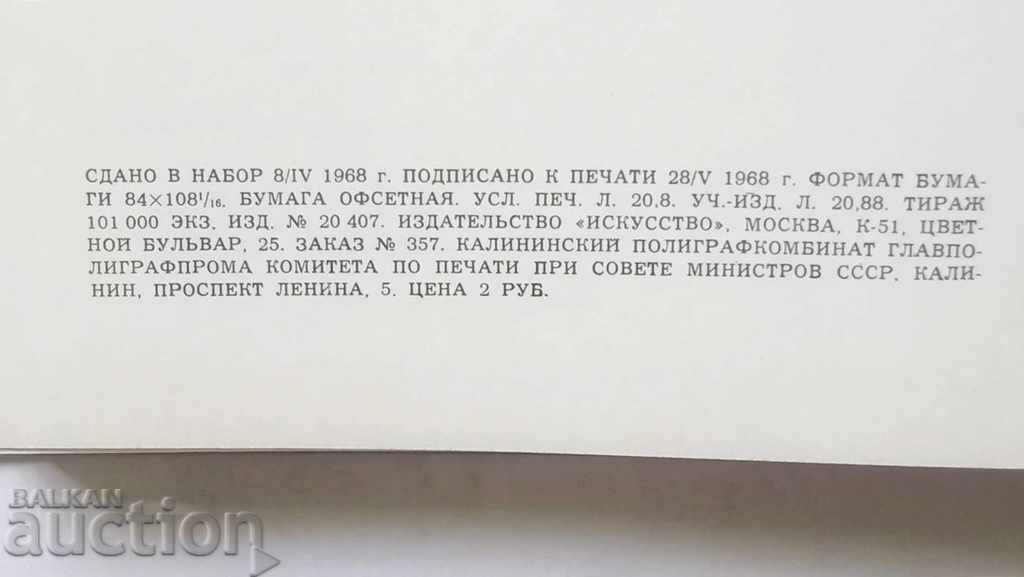 СДАНО В НАБОР 8/IV 1968 г. ПОДПИСАНО К ПЕЧАТИ 28/V 1968 г. ФОРМАТ БУМА-
ГИ 84×108¹/₁₆. БУМАГА ОФСЕТНАЯ. УСЛ. ПЕЧ. Л. 20,8. УЧ.-ИЗД. Л. 20,88. ТИРАЖ
101 000 ЭКЗ. ИЗД. № 20 407. ИЗДАТЕЛЬСТВО «ИСКУССТВО». МОСКВА, К-51, ЦВЕТ-
НОЙ БУЛЬВАР, 25. ЗАКАЗ № 357. КАЛИНИНСКИЙ ПОЛИГРАФКОМБИНАТ ГЛАВПО-
ЛИГРАФПРОМА КОМИТЕТА ПО ПЕЧАТИ ПРИ СОВЕТЕ МИНИСТРОВ СССР. КАЛИ-
НИН, ПРОСПЕКТ ЛЕНИНА, 5. ЦЕНА 2 РУБ.
BALKAN
auction